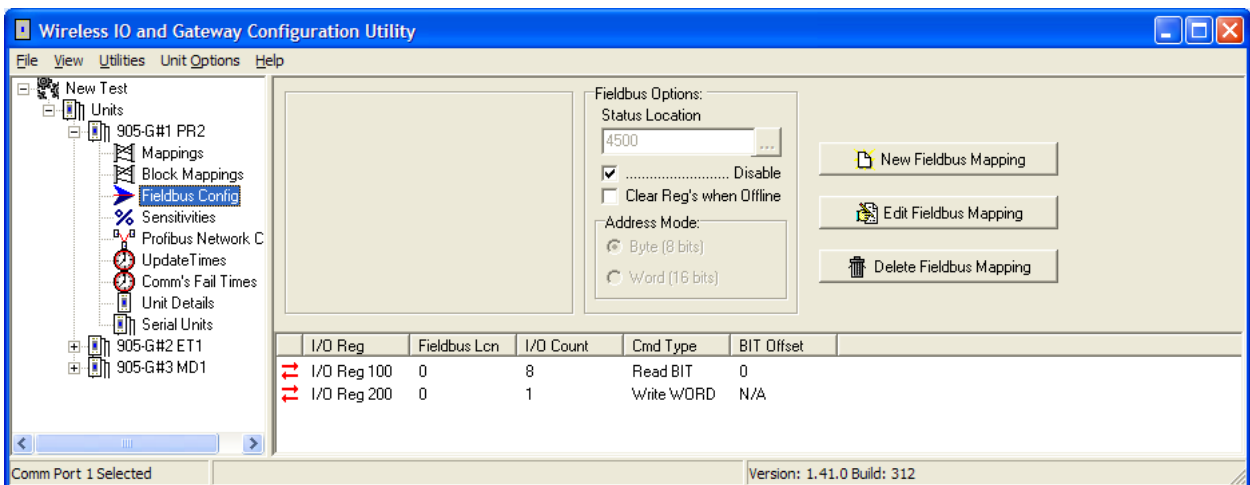 Wireless IO and Gateway Configuration Utility
File View Utilities Unit Options Help
New Test
Units
905-G#1 PR2
Mappings
Block Mappings
Fieldbus Config
Sensitivities
Profibus Network C
UpdateTimes
Comm's Fail Times
Unit Details
Serial Units
905-G#2 ET1
905-G#3 MD1
Fieldbus Options:
Status Location
4500
...
.......................... Disable
Clear Reg's when Offline
Address Mode:
Byte (8 bits)
Word (16 bits)
New Fieldbus Mapping
Edit Fieldbus Mapping
Delete Fieldbus Mapping
I/O Reg Fieldbus Lcn I/O Count Cmd Type BIT Offset
I/O Reg 100 0 8 Read BIT 0
I/O Reg 200 0 1 Write WORD N/A
Comm Port 1 Selected Version: 1.41.0 Build: 312